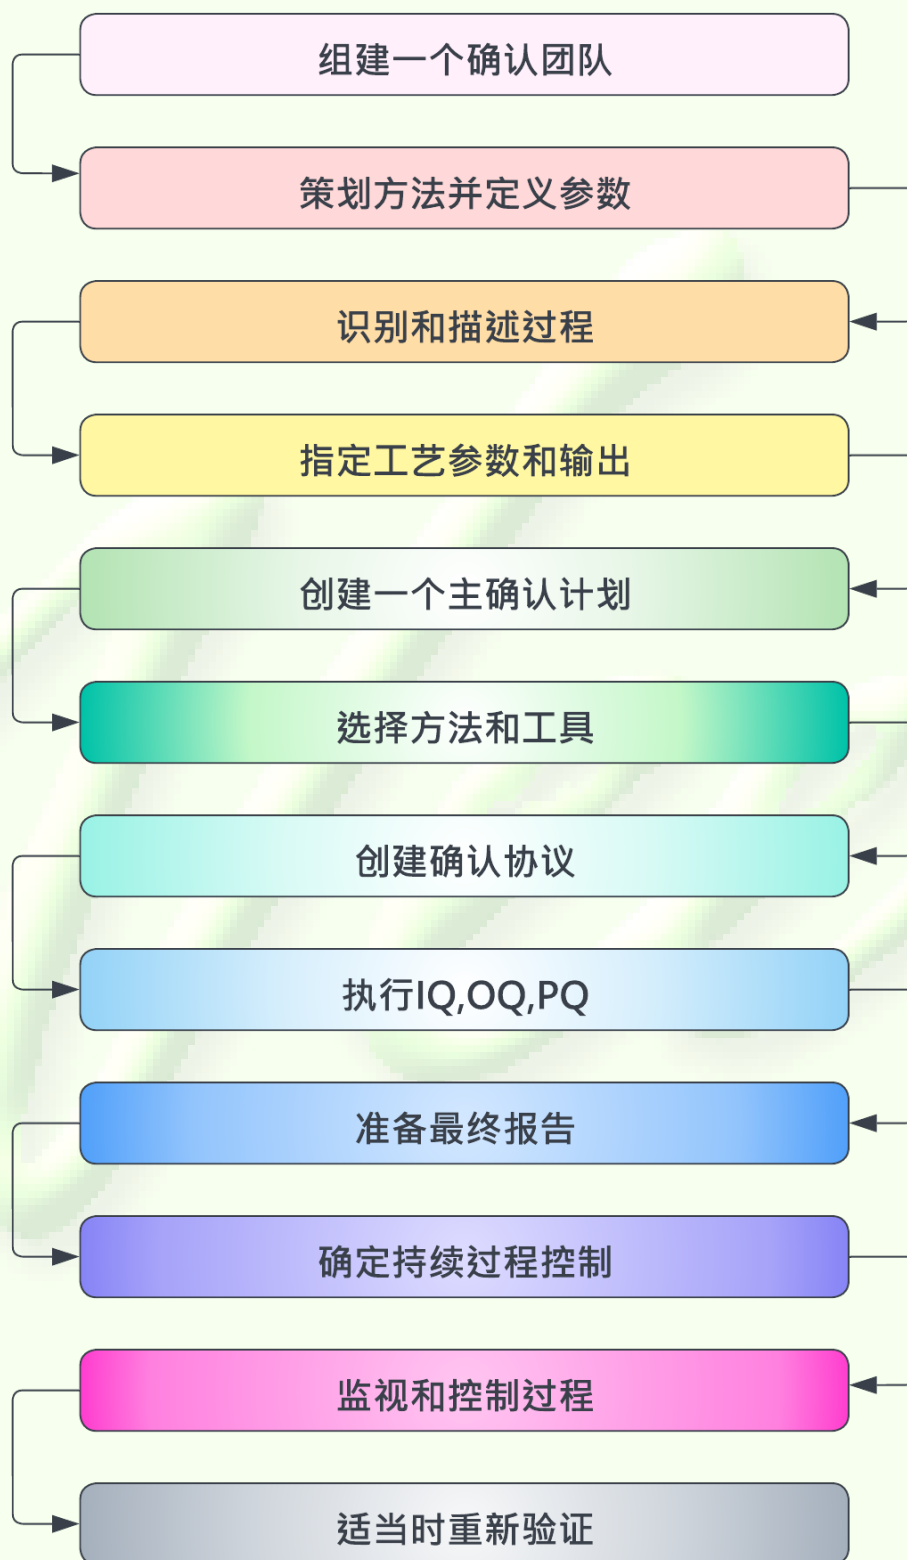 组建一个确认团队
策划方法并定义参数
识别和描述过程
指定工艺参数和输出
创建一个主确认计划
选择方法和工具
创建确认协议
执行IQ,OQ,PQ
准备最终报告
确定持续过程控制
监视和控制过程
适当时重新验证